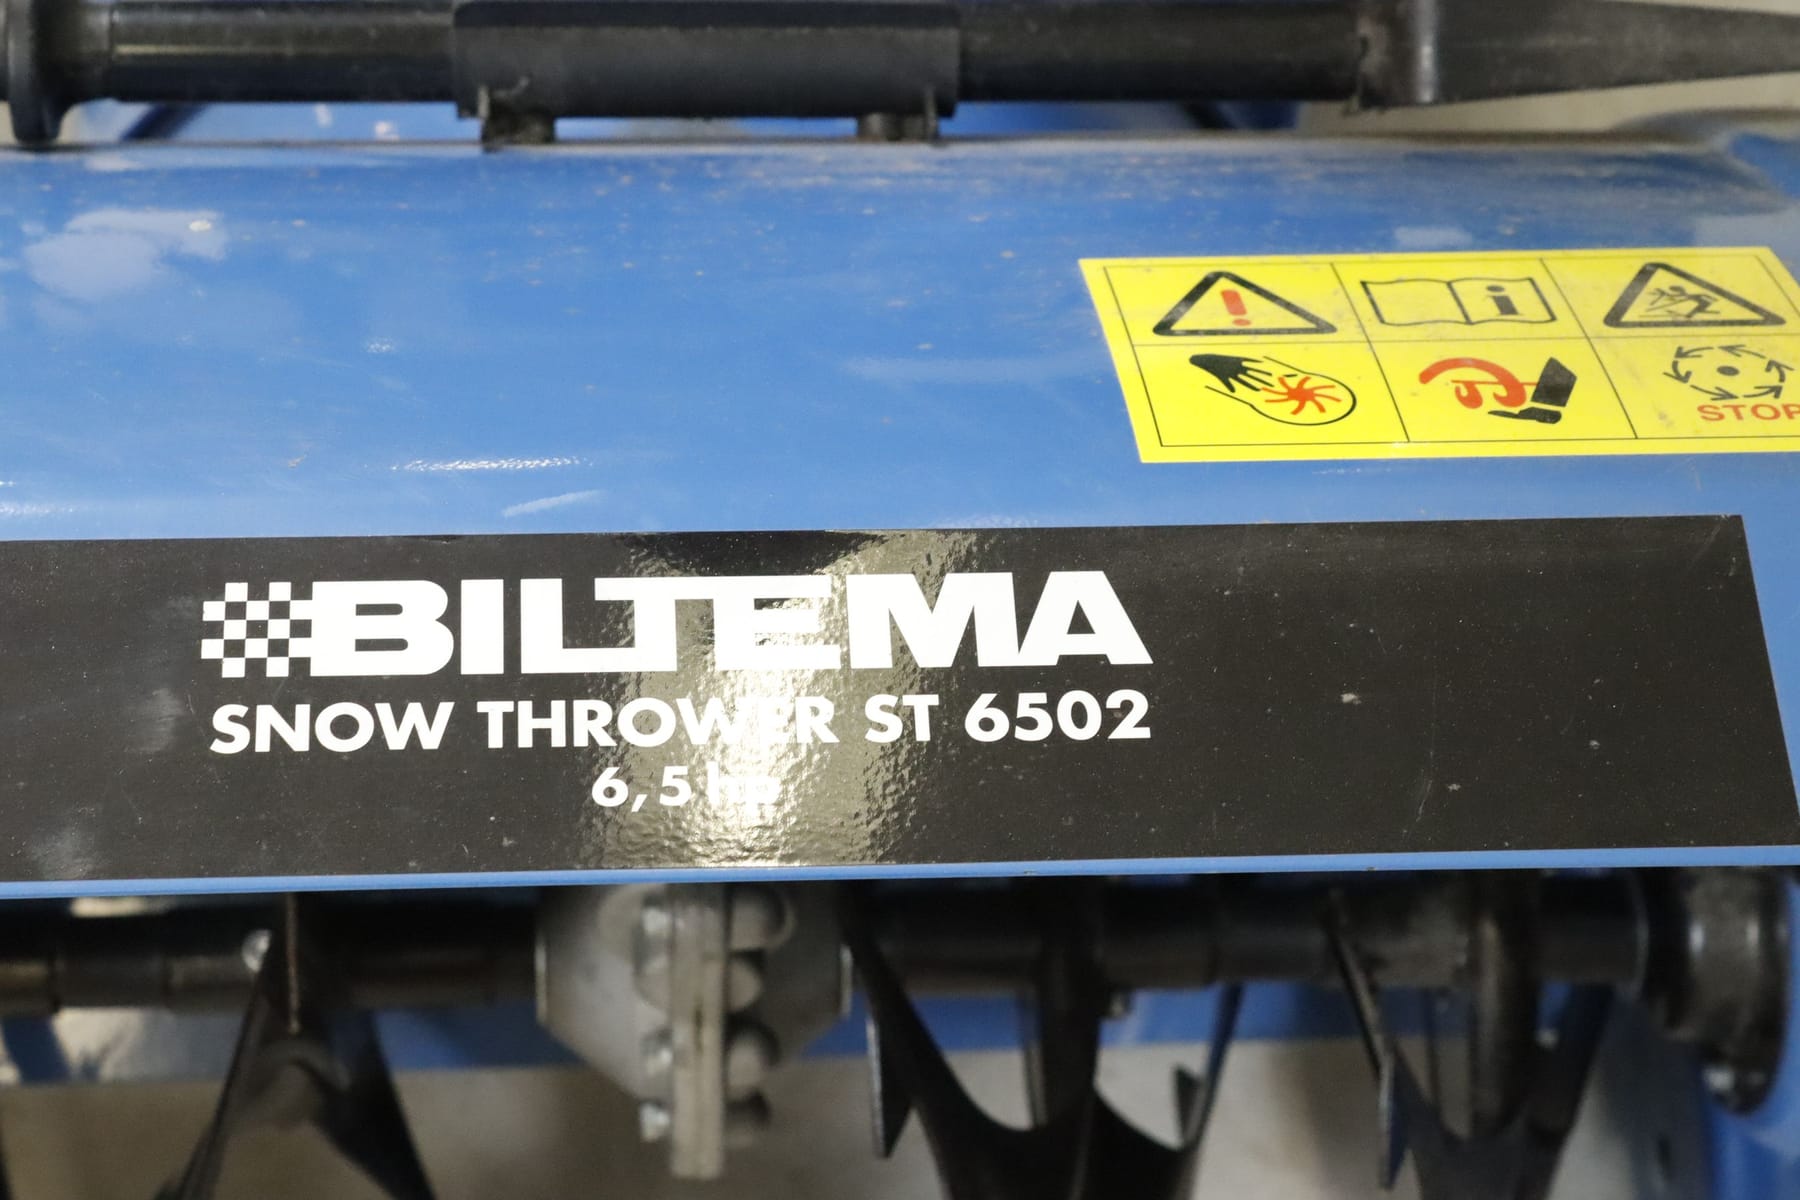 STOP
BILTEMA
SNOW THROWER ST 6502
6,5 hp